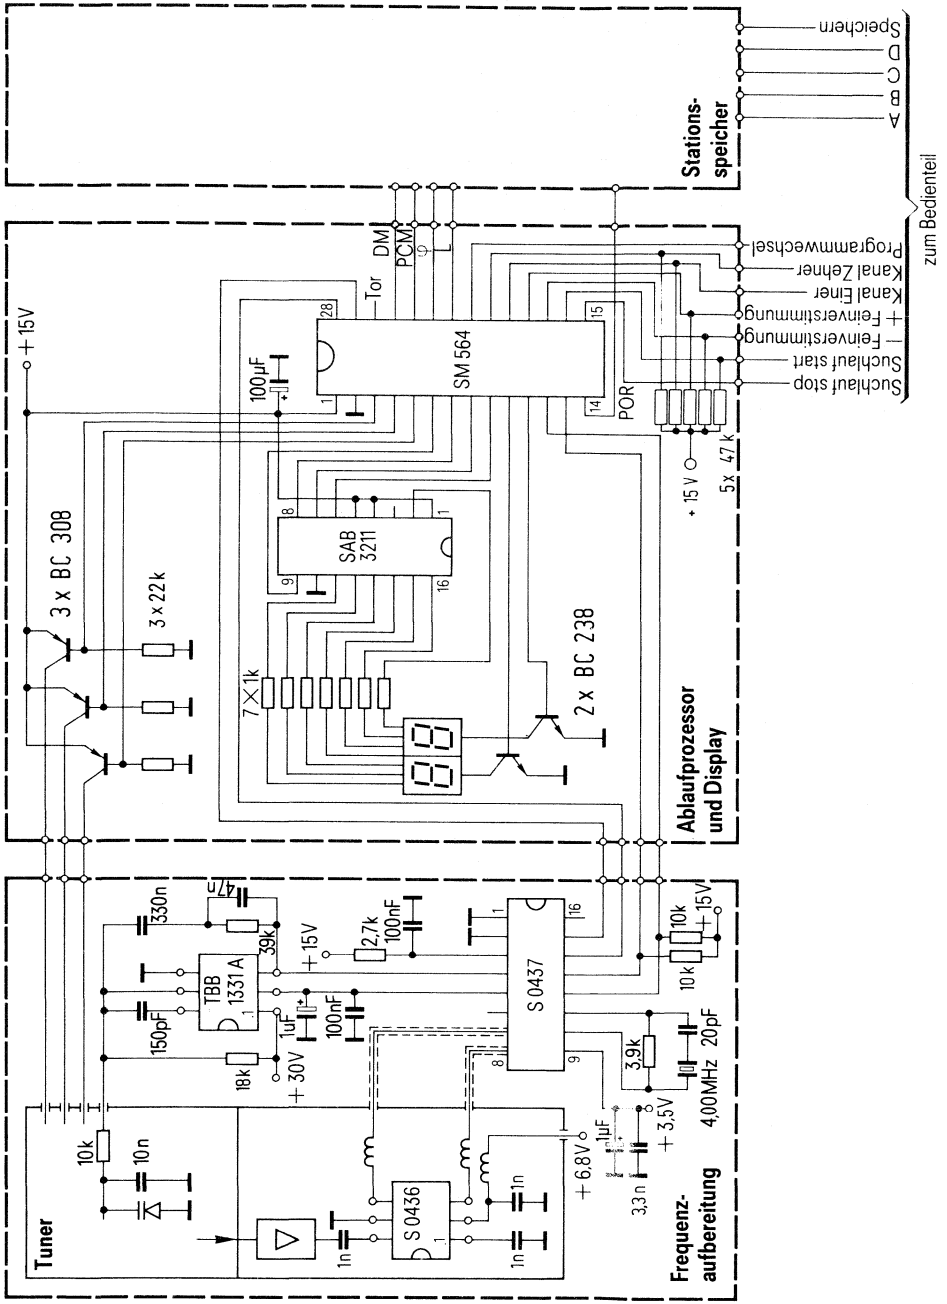 Speichern
D
C
B
A
zum Bedienteil
Stations-
speicher
Programmwechsel
Kanal Zehner
Kanal Einer
+ Feinverstimmung
− Feinverstimmung
Suchlauf start
Suchlauf stop
DM
PCM
φ
L
Tor
28
15
SM 564
1
14
POR
+ 15V
100µF
+
5 x 47 k
+ 15 V
8
1
SAB
3211
9
16
3 x BC 308
3 x 22k
7 x 1k
2 x BC 238
Ablaufprozessor
und Display
330n
47n
39k
TBB
1331 A
1
150pF
18k
+ 30V
1µF
+
100nF
+ 15V
2,7k
100nF
1
16
S 0437
8
9
10k
10k
+ 15V
3,9k
20pF
4,00MHz
1µF
+
3,3n
+ 3,5V
+ 6,8V
10k
10n
Tuner
1n
S 0436
1
1n
1n
Frequenz-
aufbereitung